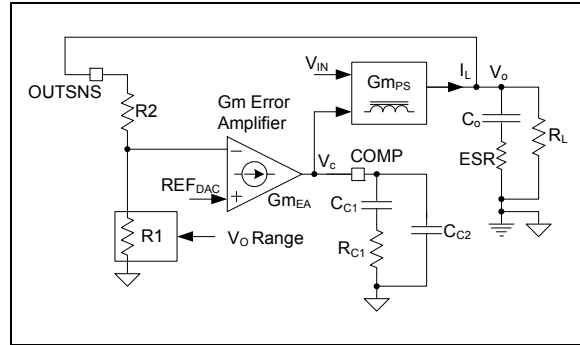 V_IN
Gm_PS
I_L
V_o
OUTSNS
R2
Gm Error
Amplifier
C_o
R_L
ESR
V_c
COMP
REF_DAC
Gm_EA
−
+
C_C1
R_C1
C_C2
R1
V_O Range